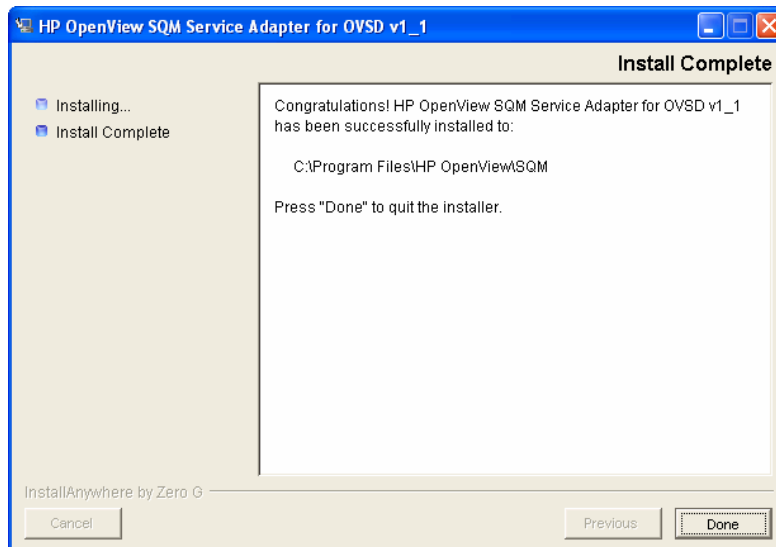 HP OpenView SQM Service Adapter for OVSD v1_1
Install Complete
Installing...
Install Complete
Congratulations! HP OpenView SQM Service Adapter for OVSD v1_1
has been successfully installed to:
C:\Program Files\HP OpenView\SQM
Press "Done" to quit the installer.
InstallAnywhere by Zero G
Cancel
Previous
Done